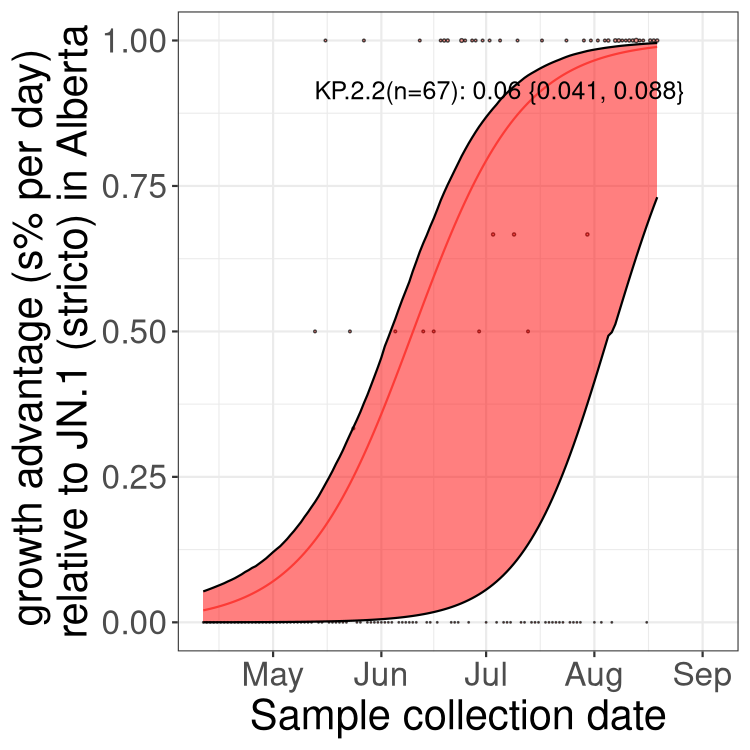 growth advantage (s% per day)
relative to JN.1 (stricto) in Alberta
1.00
0.75
0.50
0.25
0.00
KP.2.2(n=67): 0.06 {0.041, 0.088}
May Jun Jul Aug Sep
Sample collection date